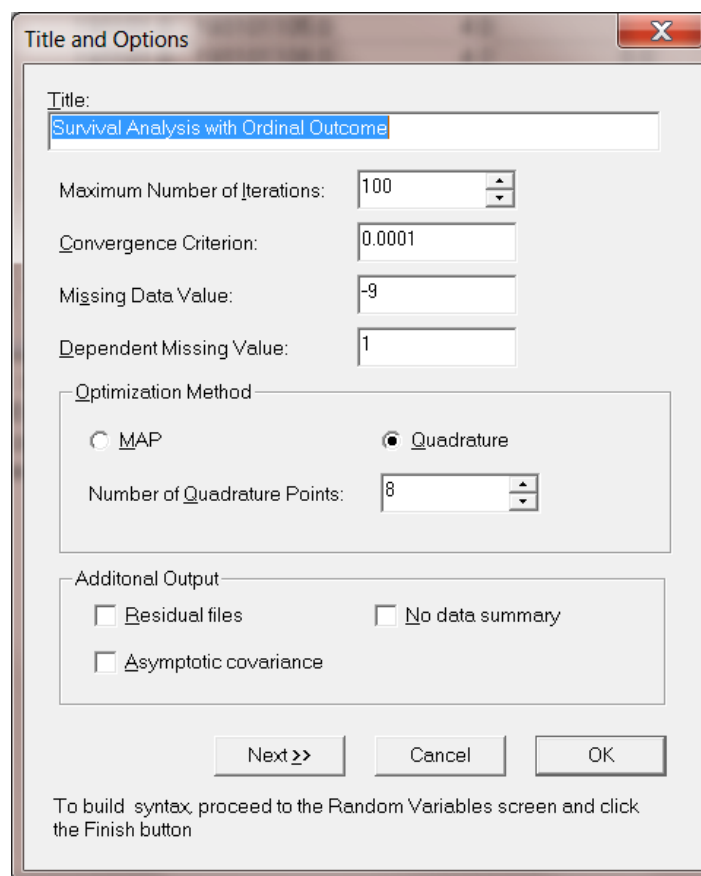 Title and Options
Title:
Survival Analysis with Ordinal Outcome
Maximum Number of Iterations: 100
Convergence Criterion: 0.0001
Missing Data Value: -9
Dependent Missing Value: 1
Optimization Method
MAP Quadrature
Number of Quadrature Points: 8
Additonal Output
Residual files No data summary
Asymptotic covariance
Next >> Cancel OK
To build syntax, proceed to the Random Variables screen and click
the Finish button